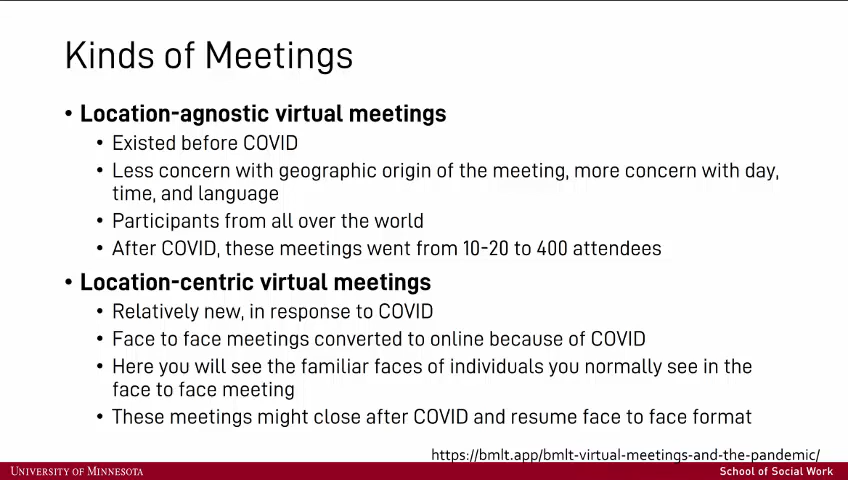 Kinds of Meetings
• Location-agnostic virtual meetings
• Existed before COVID
• Less concern with geographic origin of the meeting, more concern with day,
time, and language
• Participants from all over the world
• After COVID, these meetings went from 10-20 to 400 attendees
• Location-centric virtual meetings
• Relatively new, in response to COVID
• Face to face meetings converted to online because of COVID
• Here you will see the familiar faces of individuals you normally see in the
face to face meeting
• These meetings might close after COVID and resume face to face format
https://bmlt.app/bmlt-virtual-meetings-and-the-pandemic/
University of Minnesota
School of Social Work